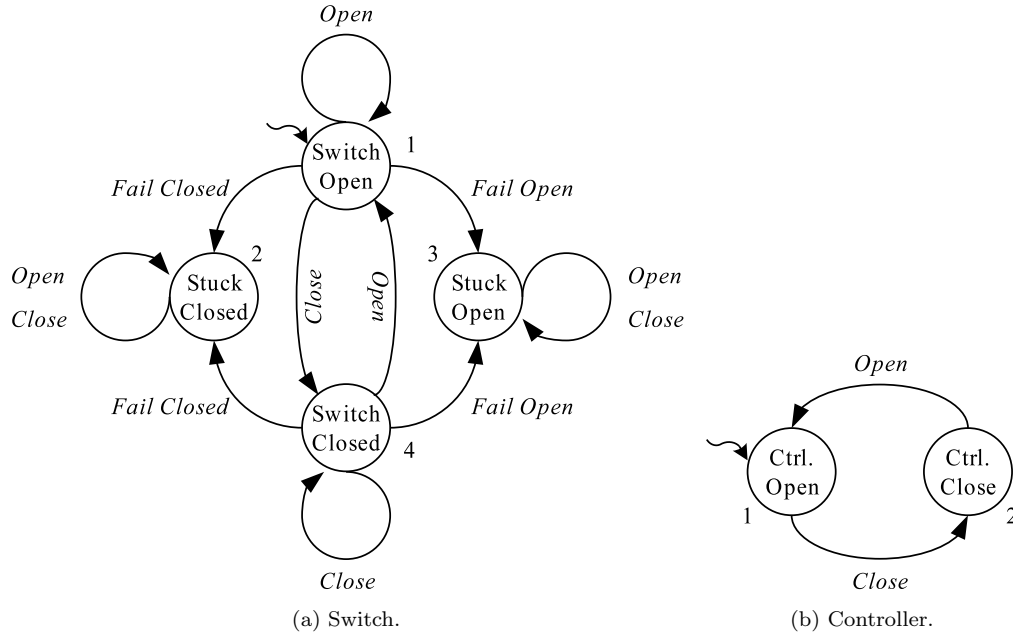 Open
1
Switch
Open
Fail Closed
Fail Open
2
3
Open
Close
Stuck
Closed
Close
Open
Stuck
Open
Open
Close
Fail Closed
Fail Open
Switch
Closed
4
Close
(a) Switch.
Open
Ctrl.
Open
1
Ctrl.
Close
2
Close
(b) Controller.